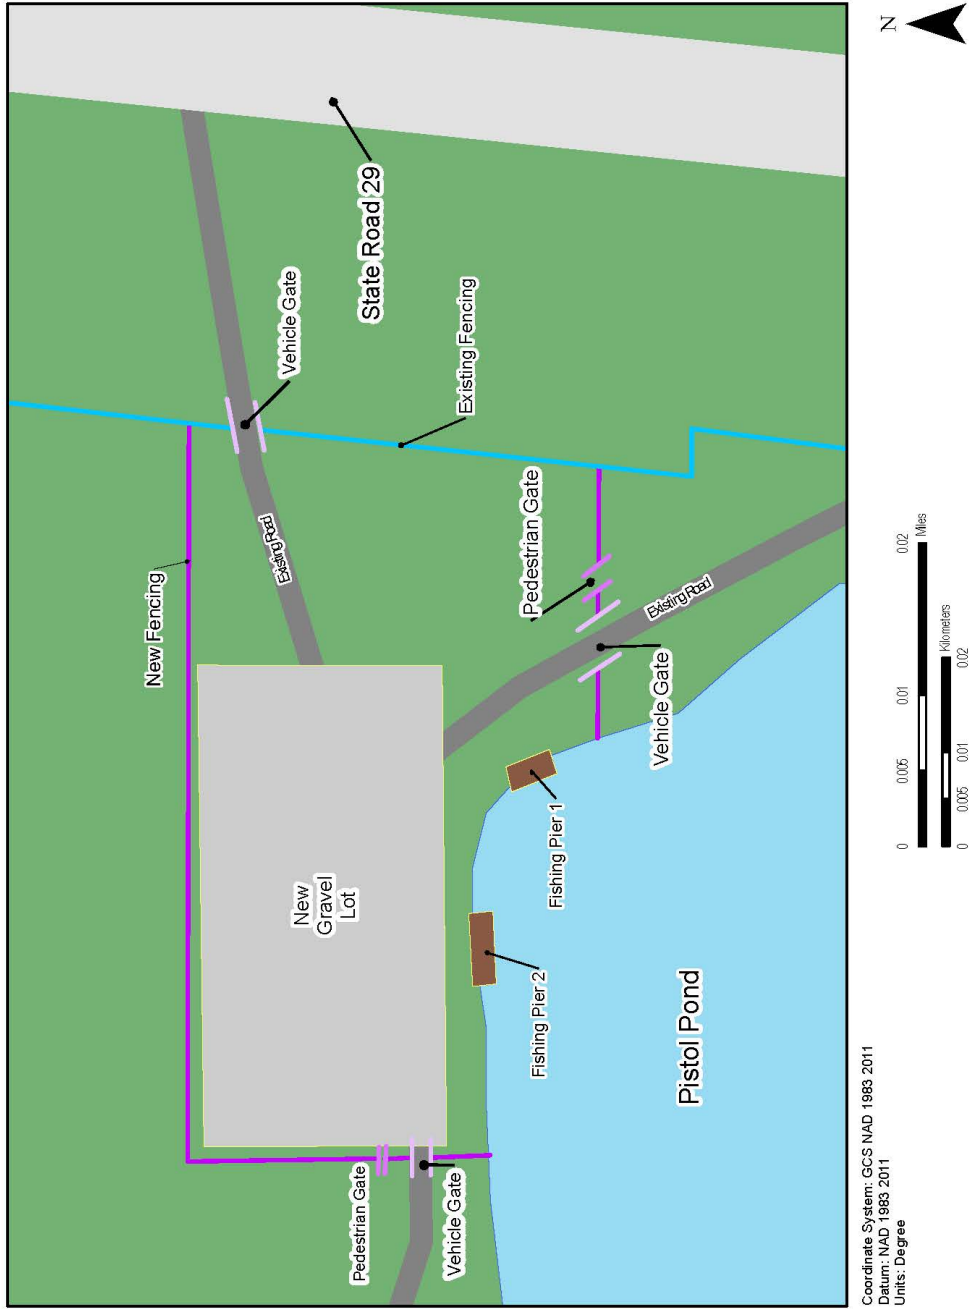 N
State Road 29
Vehicle Gate
Existing Fencing
Existing Road
New Fencing
Pedestrian Gate
Existing Road
Vehicle Gate
New
Gravel
Lot
Fishing Pier 1
Fishing Pier 2
Pistol Pond
Pedestrian Gate
Vehicle Gate
0 0.005 0.01 0.02
Miles
0 0.005 0.01 0.02
Kilometers
Coordinate System: GCS NAD 1983 2011
Datum: NAD 1983 2011
Units: Degree